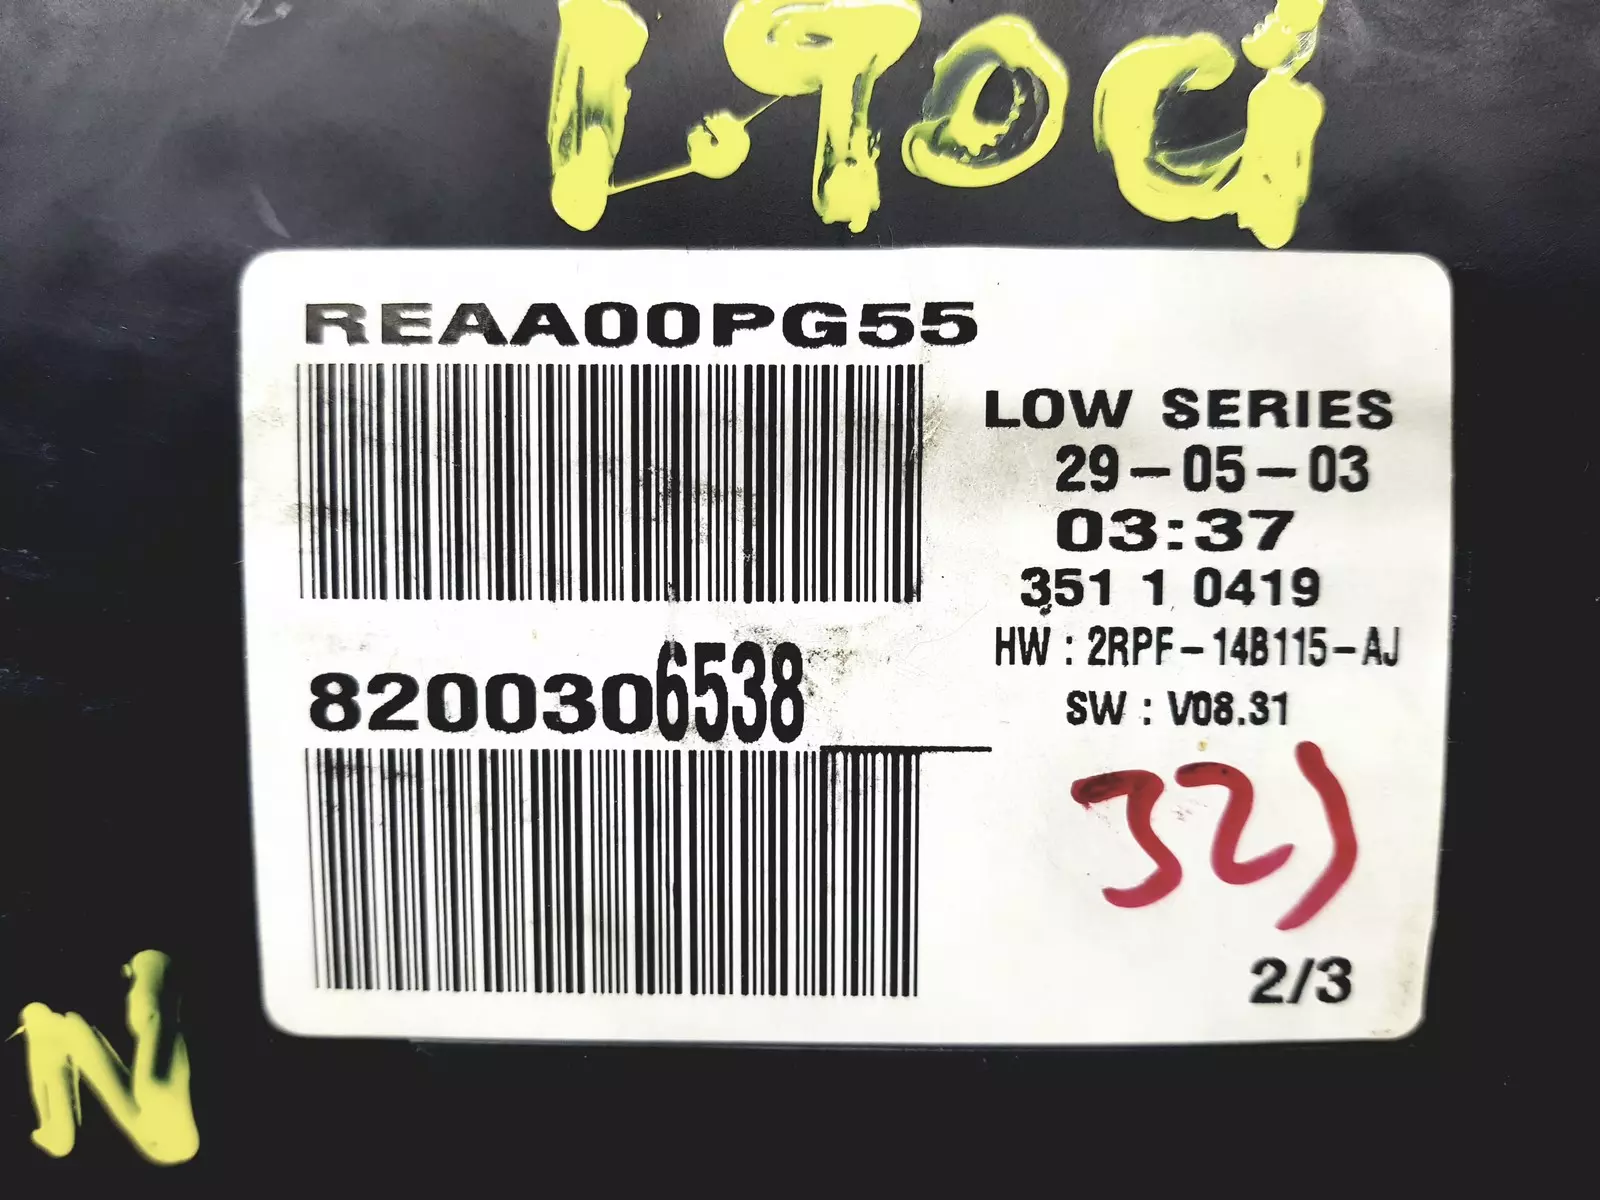 1.9dci
REAA00PG55
LOW SERIES
29-05-03
03:37
351 1 0419
HW : 2RPF-14B115-AJ
8200306538
SW : V08.31
32)
2/3
N